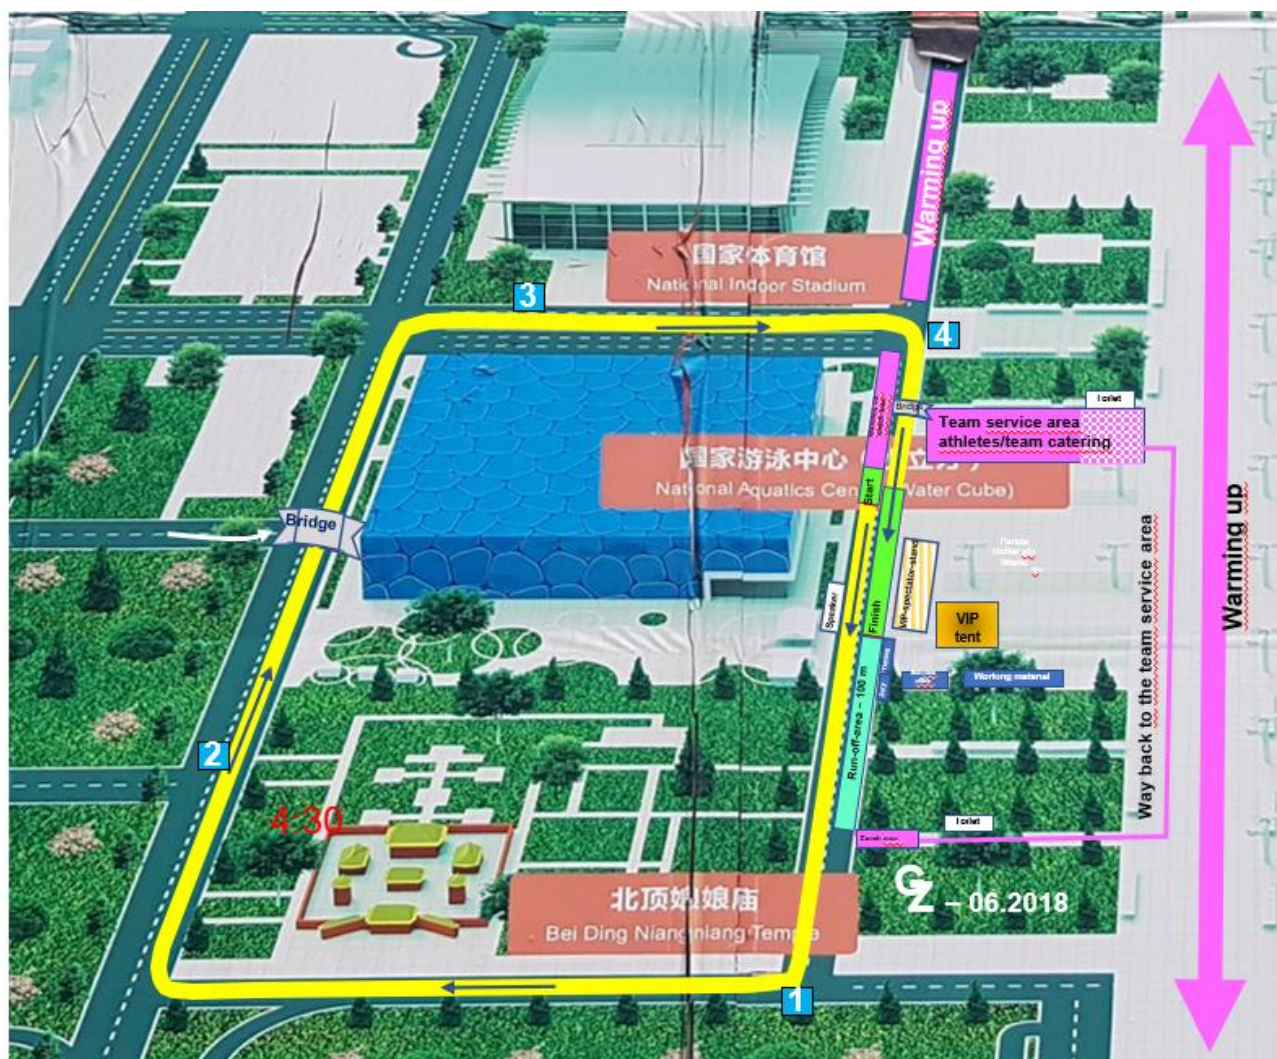 Warming up
国家体育馆
National Indoor Stadium
3
4
Bridge
Toilet
Team service area
athletes/team catering
国家游泳中心
National Aquatics Water Cube)
Start
Bridge
Warming up
Way back to the team service area
VIP-spectator-stand
Speaker
Finish
VIP
tent
Timing
Working material
2
Run-off-area – 100 m
4:30
Toilet
GZ – 06.2018
北顶娘娘庙
Bei Ding Niangniang Temple
1